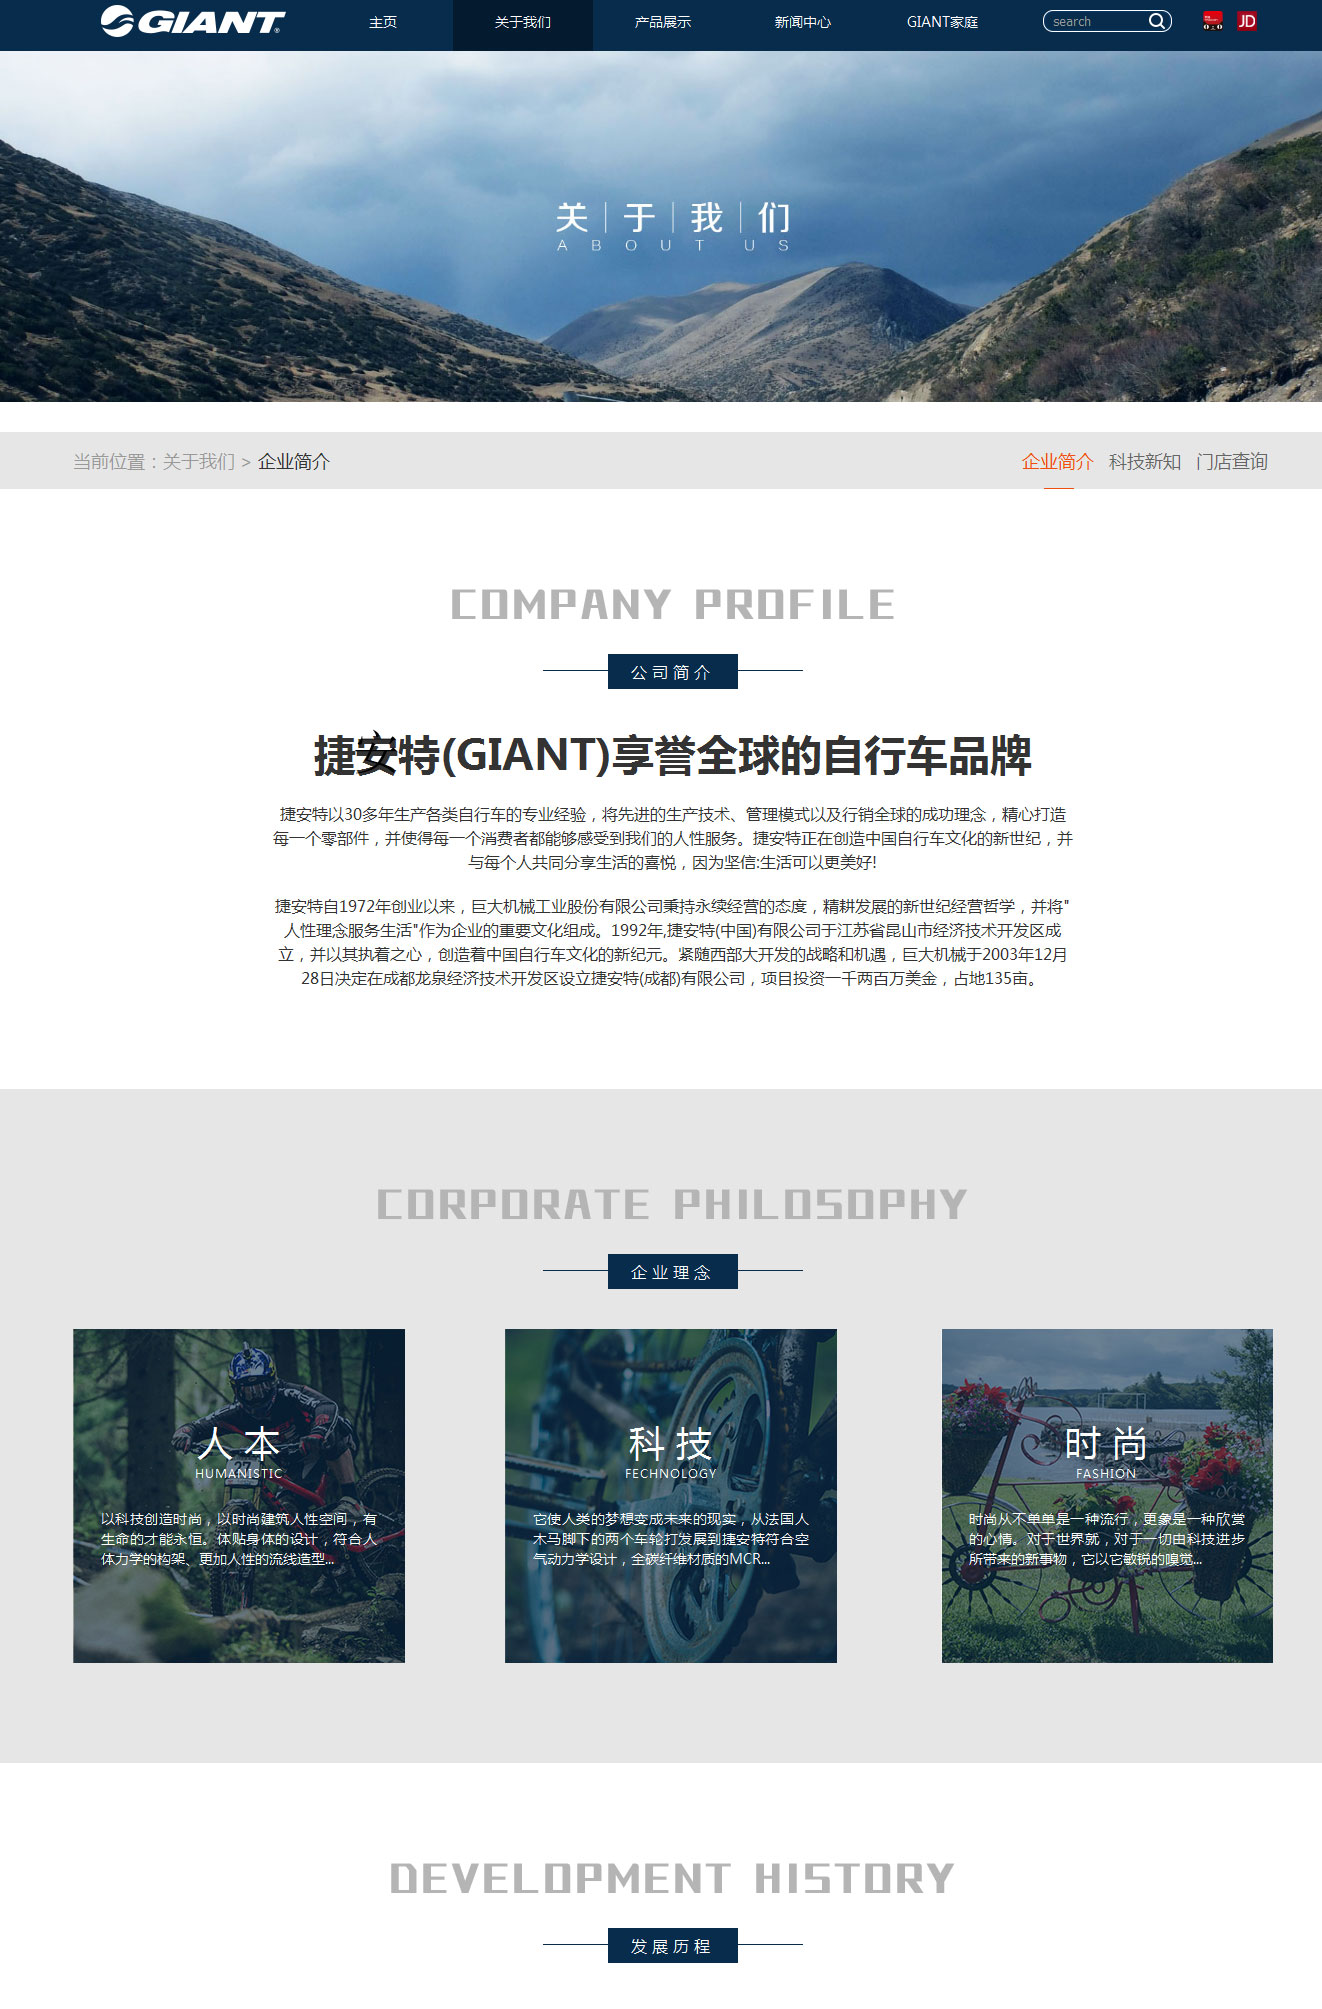 GIANT
主页
关于我们
产品展示
新闻中心
GIANT家庭
search
JD
关于我们
ABOUT US
当前位置：关于我们 > 企业简介
企业简介 科技新知 门店查询
COMPANY PROFILE
公司简介
捷安特(GIANT)享誉全球的自行车品牌
捷安特以30多年生产各类自行车的专业经验，将先进的生产技术、管理模式以及行销全球的成功理念，精心打造
每一个零部件，并使得每一个消费者都能够感受到我们的人性服务。捷安特正在创造中国自行车文化的新世纪，并
与每个人共同分享生活的喜悦，因为坚信:生活可以更美好!
捷安特自1972年创业以来，巨大机械工业股份有限公司秉持永续经营的态度，精耕发展的新世纪经营哲学，并将"
人性理念服务生活"作为企业的重要文化组成。1992年,捷安特(中国)有限公司于江苏省昆山市经济技术开发区成
立，并以其执着之心，创造着中国自行车文化的新纪元。紧随西部大开发的战略和机遇，巨大机械于2003年12月
28日决定在成都龙泉经济技术开发区设立捷安特(成都)有限公司，项目投资一千两百万美金，占地135亩。
CORPORATE PHILOSOPHY
企业理念
人本
HUMANISTIC
27
以科技创造时尚，以时尚建筑人性空间，有
生命的才能永恒。体贴身体的设计，符合人
体力学的构架、更加人性的流线造型...
科技
FECHNOLOGY
它使人类的梦想变成未来的现实，从法国人
木马脚下的两个车轮打发展到捷安特符合空
气动力学设计，全碳纤维材质的MCR...
时尚
FASHION
时尚从不单单是一种流行，更象是一种欣赏
的心情。对于世界就，对于一切由科技进步
所带来的新事物，它以它敏锐的嗅觉...
DEVELOPMENT HISTORY
发展历程